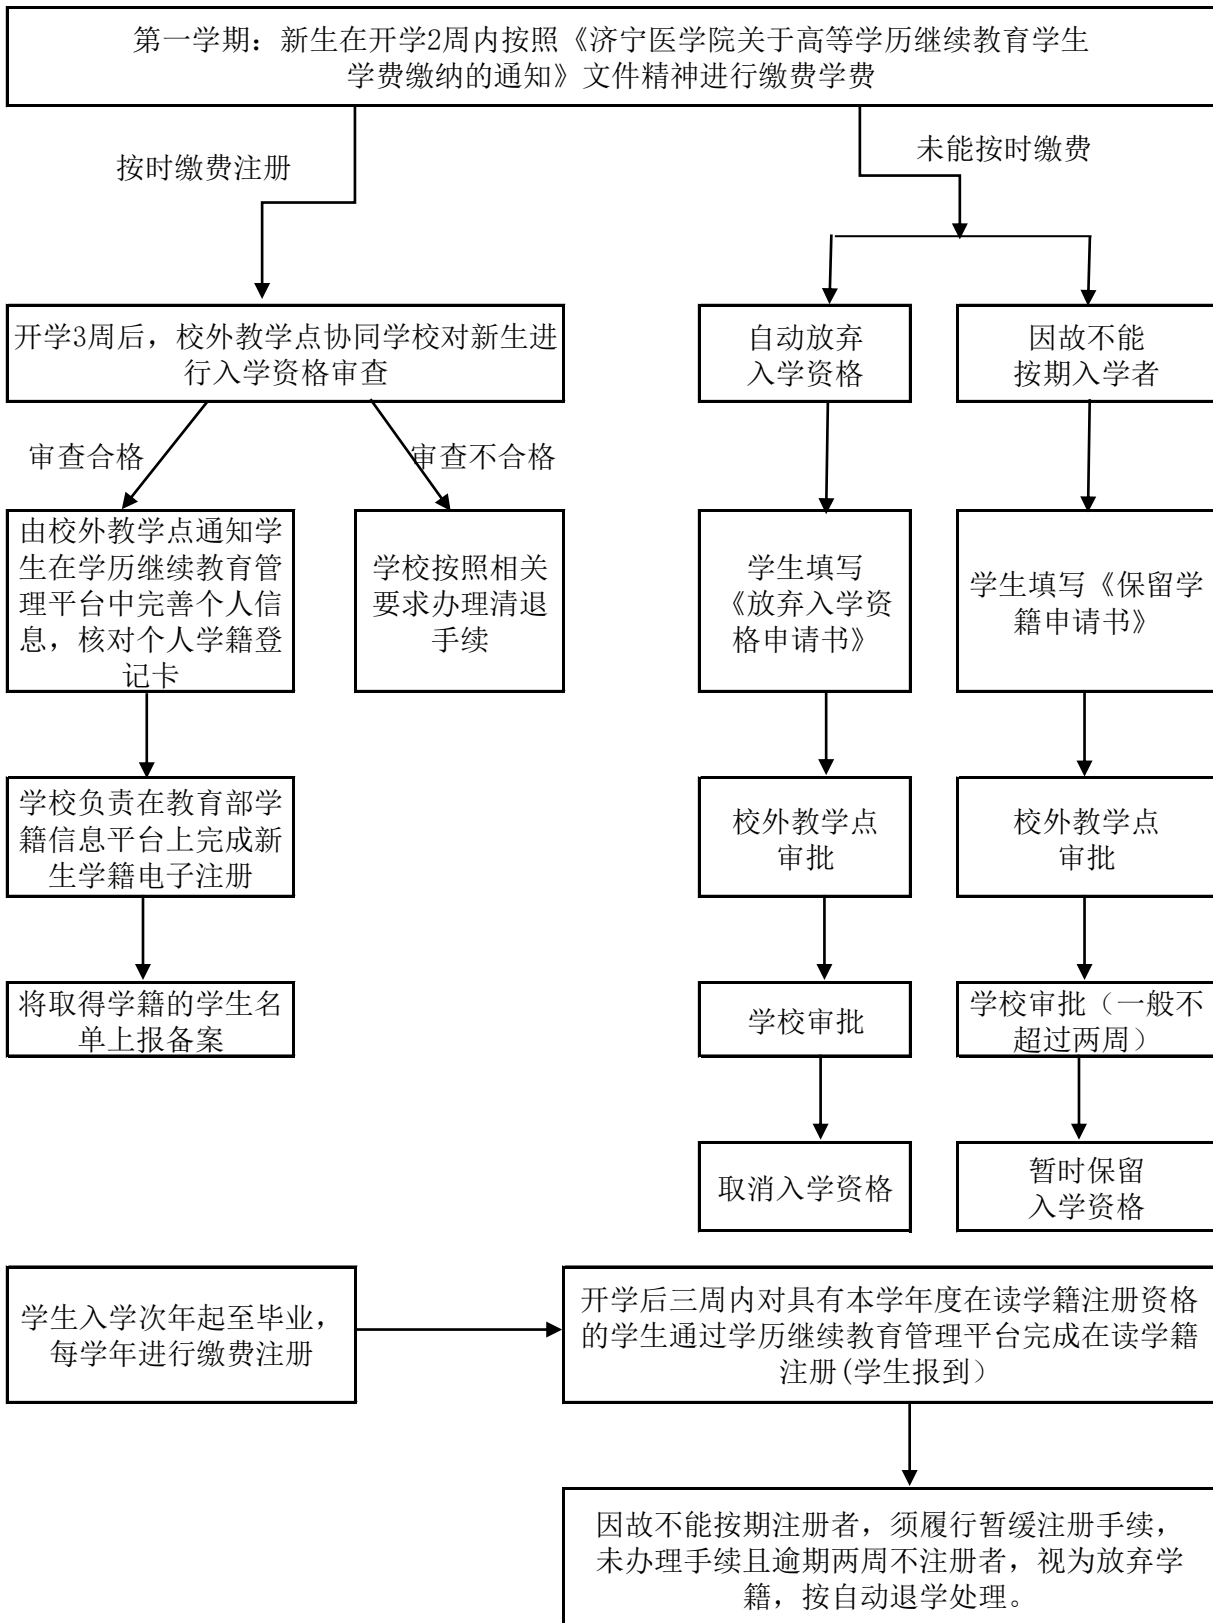 第一学期：新生在开学2周内按照《济宁医学院关于高等学历继续教育学生
学费缴纳的通知》文件精神进行缴费学费
按时缴费注册
未能按时缴费
开学3周后，校外教学点协同学校对新生进
行入学资格审查
自动放弃
入学资格
因故不能
按期入学者
审查合格
审查不合格
由校外教学点通知学
生在学历继续教育管
理平台中完善个人信
息，核对个人学籍登
记卡
学校按照相关
要求办理清退
手续
学生填写
《放弃入学资
格申请书》
学生填写《保留学
籍申请书》
学校负责在教育部学
籍信息平台上完成新
生学籍电子注册
校外教学点
审批
校外教学点
审批
将取得学籍的学生名
单上报备案
学校审批
学校审批（一般不
超过两周）
取消入学资格
暂时保留
入学资格
学生入学次年起至毕业，
每学年进行缴费注册
开学后三周内对具有本学年度在读学籍注册资格
的学生通过学历继续教育管理平台完成在读学籍
注册(学生报到）
因故不能按期注册者，须履行暂缓注册手续，
未办理手续且逾期两周不注册者，视为放弃学
籍，按自动退学处理。